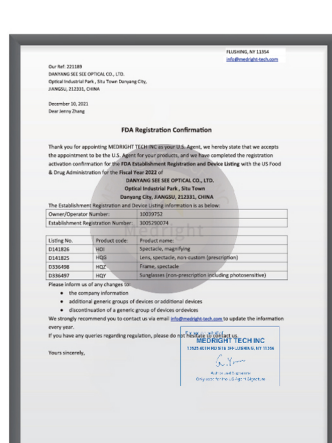 FLUSHING, NY 11354
info@medright-tech.com
Our Ref: 221189
DANYANG SEE SEE OPTICAL CO., LTD.
Optical Industrial Park , Situ Town Danyang City,
JIANGSU, 212331, CHINA
December 10, 2021
Dear Jenny Zhang
FDA Registration Confirmation
Thank you for appointing MEDRIGHT TECH INC as your U.S. Agent, we hereby state that we accepts
the appointment to be the U.S. Agent for your products, and we have completed the registration
activation confirmation for the FDA Establishment Registration and Device Listing with the US Food
& Drug Administration for the Fiscal Year 2022 of
DANYANG SEE SEE OPTICAL CO., LTD.
Optical Industrial Park , Situ Town
Danyang City, JIANGSU, 212331, CHINA
The Establishment Registration and Device Listing information is as below:
Owner/Operator Number: 10039752
Establishment Registration Number: 3005290074
Medright
Listing No. Product code: Product name:
D141826 HOI Spectacle, magnifying
D141825 HQG Lens, spectacle, non-custom (prescription)
D336498 HQZ Frame, spectacle
D336497 HQY Sunglasses (non-prescription including photosensitive)
Please inform us of any changes to:
• the company information
• additional generic groups of devices or additional devices
• discontinuation of a generic group of devices or devices
We strongly recommend you to contact us via email info@medright-tech.com to update the information
every year.
If you have any queries regarding regulation, please do not hesitate to contact us.
MEDRIGHT TECH INC
FLUSHING, NY 11354
Yours sincerely,
Authorized Signature